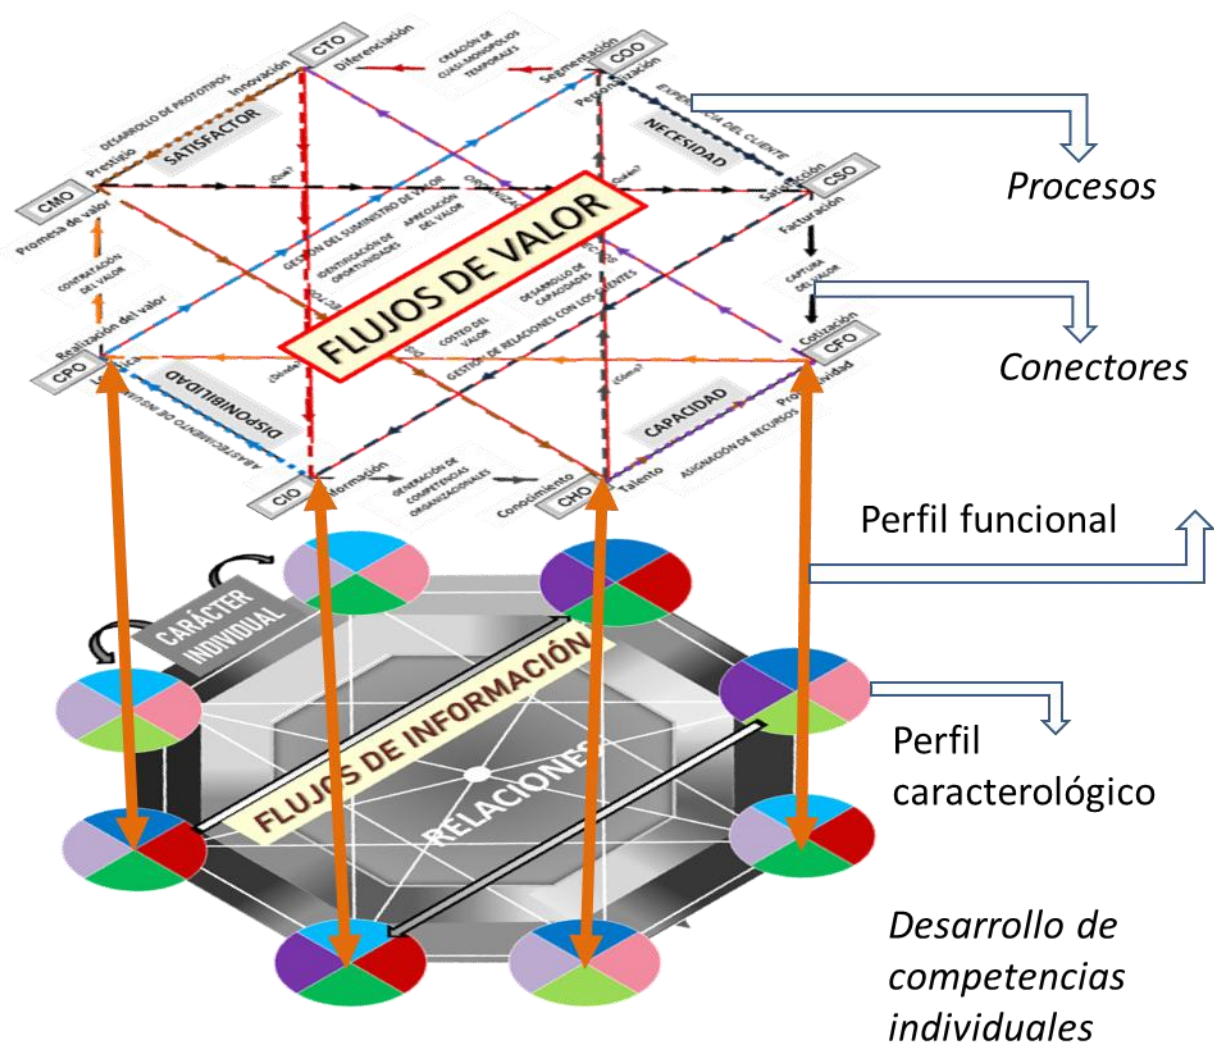 CTO
Diferenciación
CREACIÓN DE
CUASI-MONOPOLIOS
TEMPORALES
Segmentación
COO
Innovación
DESARROLLO DE PROTOTIPOS
SATISFACTOR
NECESIDAD
EXPERIENCIA DEL CLIENTE
Procesos
Prestigio
CMO
Promesa de valor
¿Qué?
¿Quién?
Satisfacción
CSO
Facturación
GESTIÓN DEL SUMINISTRO DE VALOR
IDENTIFICACIÓN DE
OPORTUNIDADES
APRECIACIÓN
DEL VALOR
FLUJOS DE VALOR
CONTRATACIÓN
DEL VALOR
CAPTURA
DEL VALOR
Conectores
Realización del valor
CPO
DESARROLLO DE
CAPACIDADES
COSTEO DEL
VALOR
GESTIÓN DE RELACIONES CON LOS CLIENTES
Cotización
CFO
¿Dónde?
¿Cómo?
DISPONIBILIDAD
ABASTECIMIENTO DE INSUMOS
CAPACIDAD
ASIGNACIÓN DE RECURSOS
CIO
GENERACIÓN DE
COMPETENCIAS
ORGANIZACIONALES
Conocimiento
CHO
Talento
Perfil funcional
CARÁCTER
INDIVIDUAL
FLUJOS DE INFORMACIÓN
RELACIONES
Perfil
caracterológico
Desarrollo de
competencias
individuales